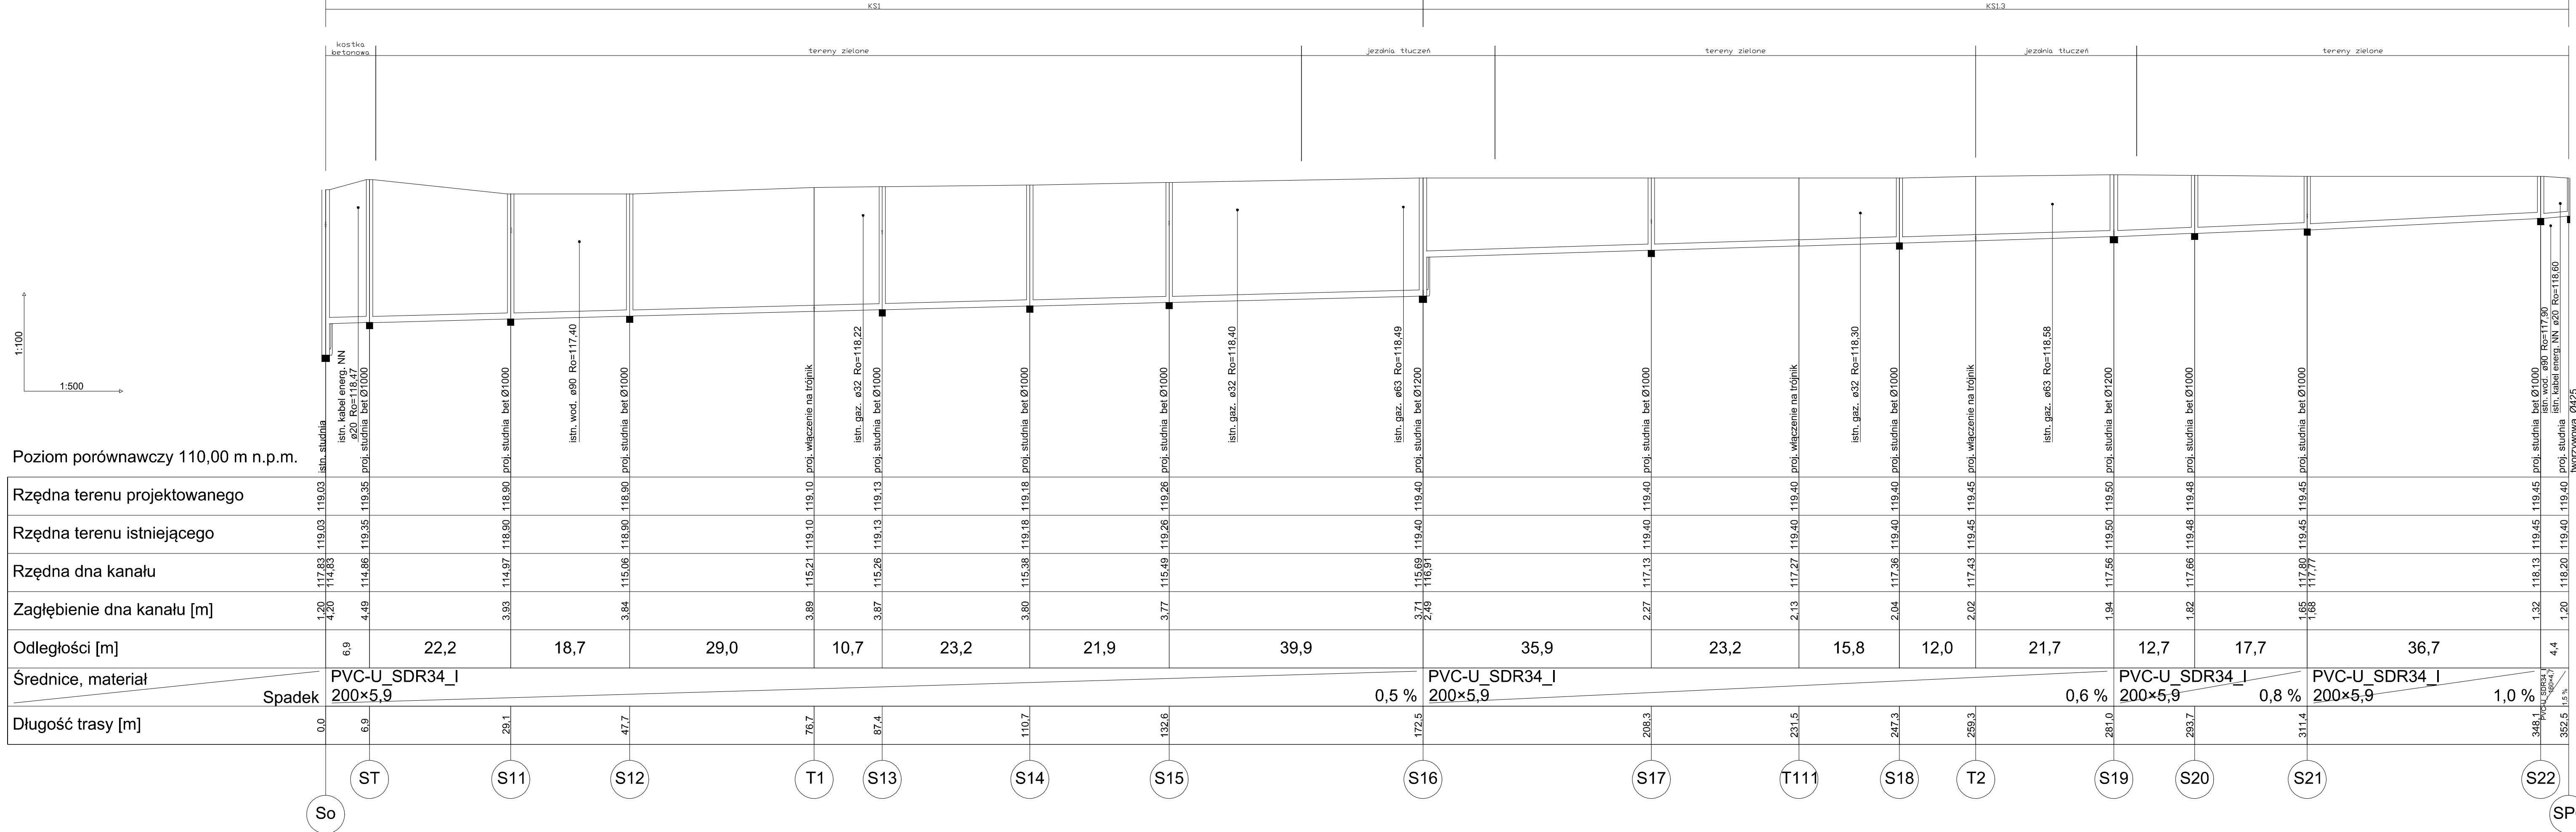 KS1
KS1.3
kostka
betonowa
tereny zielone
jezdnia tłuczeń
tereny zielone
jezdnia tłuczeń
tereny zielone
1:100
1:500
istn. studnia
istn. kabel energ. NN
ø20 Ro=118,47
proj. studnia bet Ø1000
proj. studnia bet Ø1000
istn. wod. ø90 Ro=117,40
proj. studnia bet Ø1000
proj. włączenie na trójnik
istn. gaz. ø32 Ro=118,22
proj. studnia bet Ø1000
proj. studnia bet Ø1000
proj. studnia bet Ø1000
istn. gaz. ø32 Ro=118,40
istn. gaz. ø63 Ro=118,49
proj. studnia bet Ø1200
proj. studnia bet Ø1000
proj. włączenie na trójnik
istn. gaz. ø32 Ro=118,30
proj. studnia bet Ø1000
proj. włączenie na trójnik
istn. gaz. ø63 Ro=118,58
proj. studnia bet Ø1200
proj. studnia bet Ø1000
proj. studnia bet Ø1000
proj. studnia bet Ø1000
istn. wod. ø90 Ro=117,90
istn. kabel energ. NN ø20 Ro=118,60
proj. studnia
tworzywowa Ø425
Poziom porównawczy 110,00 m n.p.m.
Rzędna terenu projektowanego
119,03 119,35 118,90 118,90 119,10 119,13 119,18 119,26 119,40 119,40 119,40 119,40 119,45 119,50 119,48 119,45 119,45 119,40
Rzędna terenu istniejącego
119,03 119,35 118,90 118,90 119,10 119,13 119,18 119,26 119,40 119,40 119,40 119,40 119,45 119,50 119,48 119,45 119,45 119,40
Rzędna dna kanału
117,83 114,83 114,86 114,97 115,06 115,21 115,26 115,38 115,49 115,69 116,91 117,13 117,27 117,36 117,43 117,56 117,66 117,80 117,77 118,13 118,20
Zagłębienie dna kanału [m]
1,20 4,20 4,49 3,93 3,84 3,89 3,87 3,80 3,77 3,71 2,49 2,27 2,13 2,04 2,02 1,94 1,82 1,65 1,68 1,32 1,20
Odległości [m]
6,9 22,2 18,7 29,0 10,7 23,2 21,9 39,9 35,9 23,2 15,8 12,0 21,7 12,7 17,7 36,7 4,4
Średnice, materiał
Spadek
PVC-U_SDR34_I
200×5,9
0,5 %
PVC-U_SDR34_I
200×5,9
0,6 %
PVC-U_SDR34_I
200×5,9
0,8 %
PVC-U_SDR34_I
200×5,9
1,0 %
PVC-U_SDR34_I
160×4,7
1,5 %
Długość trasy [m]
0,0 6,9 29,1 47,7 76,7 87,4 110,7 132,6 172,5 208,3 231,5 247,3 259,3 281,0 293,7 311,4 348,1 352,5
ST S11 S12 T1 S13 S14 S15 S16 S17 T111 S18 T2 S19 S20 S21 S22
So
SP